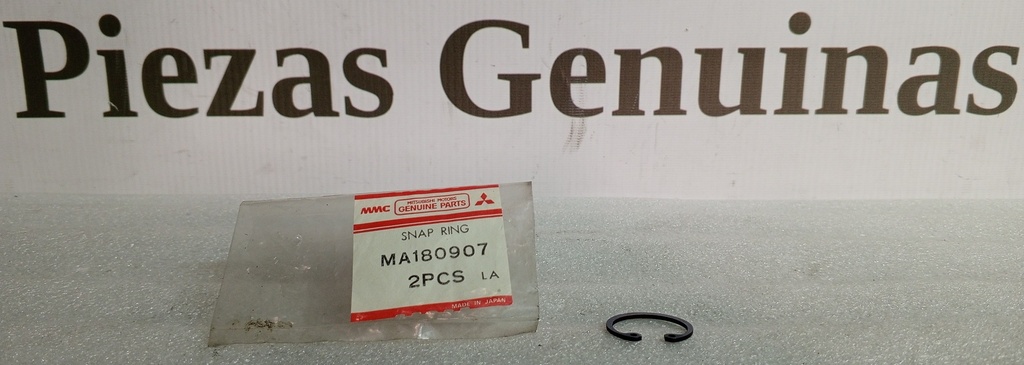 Piezas Genuinas
MMC MITSUBISHI MOTORS
GENUINE PARTS
SNAP RING
MA180907
2PCS LA
MADE IN JAPAN